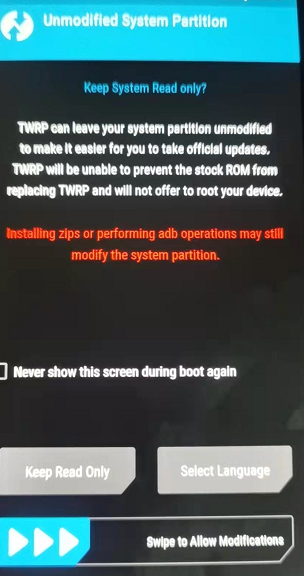 Unmodified System Partition
Keep System Read only?
TWRP can leave your system partition unmodified
to make it easier for you to take official updates.
TWRP will be unable to prevent the stock ROM from
replacing TWRP and will not offer to root your device.
Installing zips or performing adb operations may still
modify the system partition.
Never show this screen during boot again
Keep Read Only
Select Language
Swipe to Allow Modifications